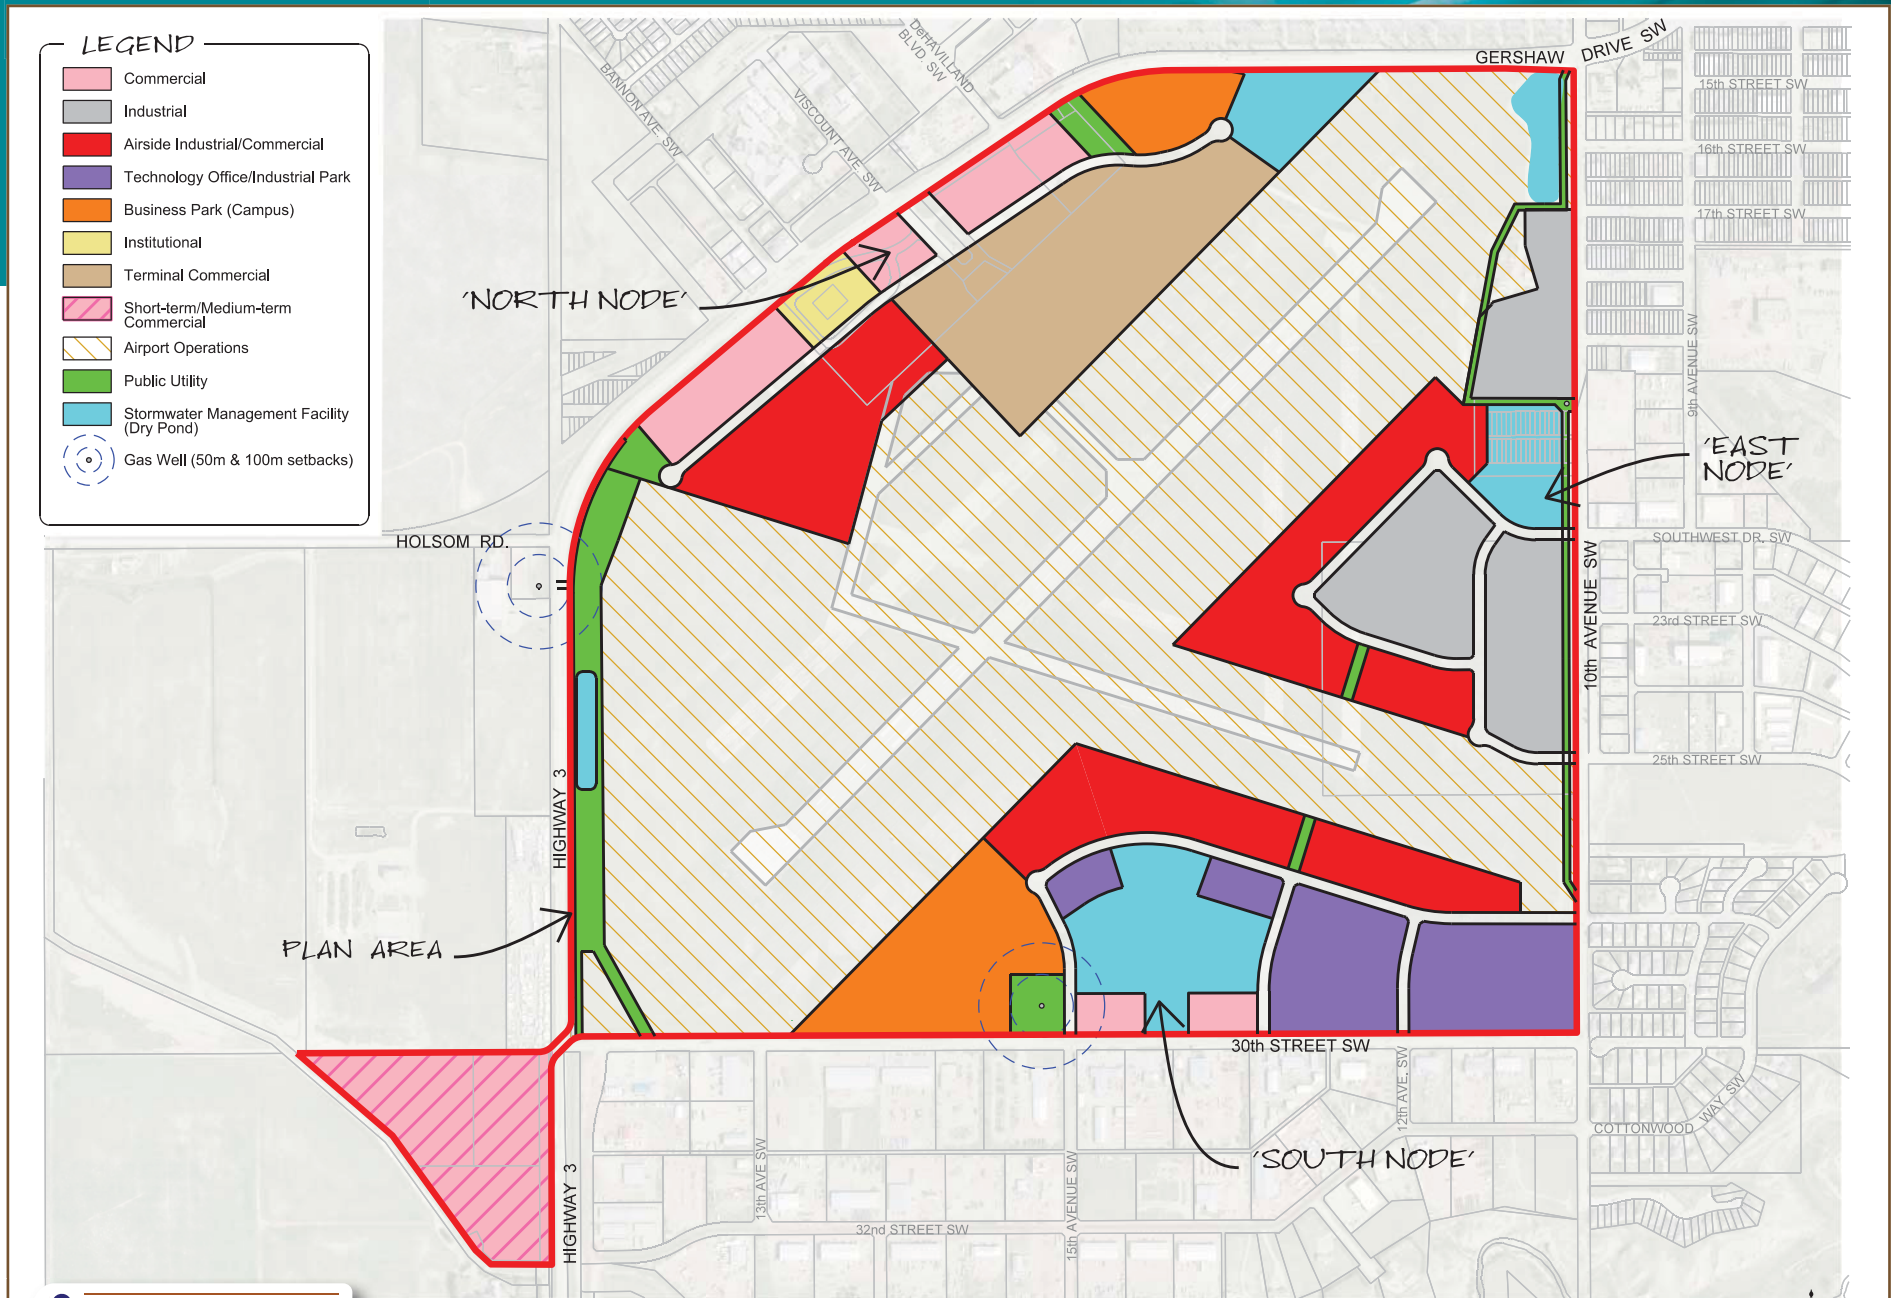 LEGEND
Commercial
Industrial
Airside Industrial/Commercial
Technology Office/Industrial Park
Business Park (Campus)
Institutional
Terminal Commercial
Short-term/Medium-term
Commercial
Airport Operations
Public Utility
Stormwater Management Facility
(Dry Pond)
Gas Well (50m & 100m setbacks)
BANNON AVE. SW
VISCOUNT AVE. SW
DeHAVILLAND
BLVD. SW
GERSHAW
DRIVE SW
15th STREET SW
16th STREET SW
17th STREET SW
9th AVENUE SW
'NORTH NODE'
'EAST
NODE'
HOLSOM RD.
SOUTHWEST DR. SW
10th AVENUE SW
23rd STREET SW
25th STREET SW
HIGHWAY 3
PLAN AREA
30th STREET SW
12th AVE. SW
COTTONWOOD
WAY SW
'SOUTH NODE'
HIGHWAY 3
13th AVE SW
15th AVENUE SW
32nd STREET SW